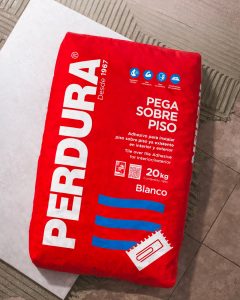 PERDURA®
Desde 1967
PEGA
SOBRE
PISO
Adhesivo para instalar
piso sobre piso ya existente
en interior y exterior
Tile over tile Adhesive
for interior/exterior
20kg
Blanco